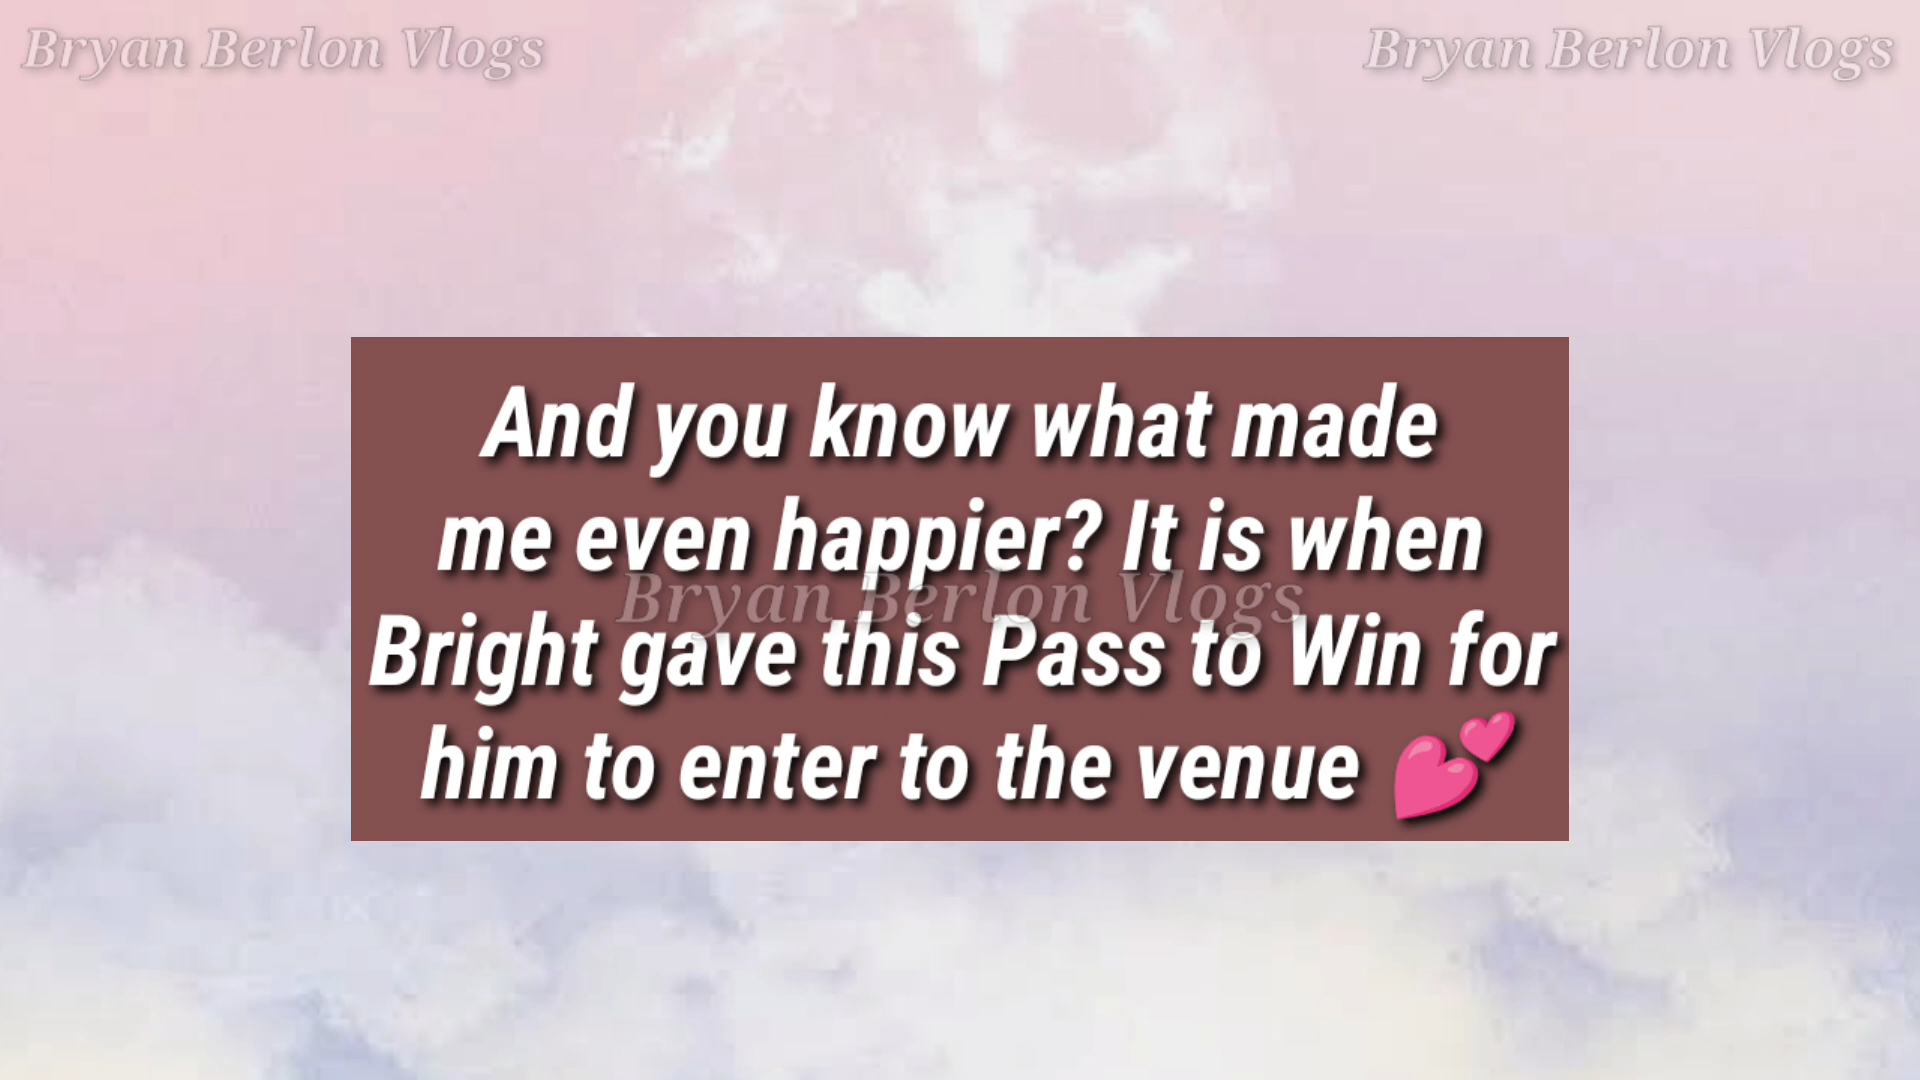 Bryan Berlon Vlogs
Bryan Berlon Vlogs
And you know what made
me even happier? It is when
Bryan Berlon Vlogs
Bright gave this Pass to Win for
him to enter to the venue 💕